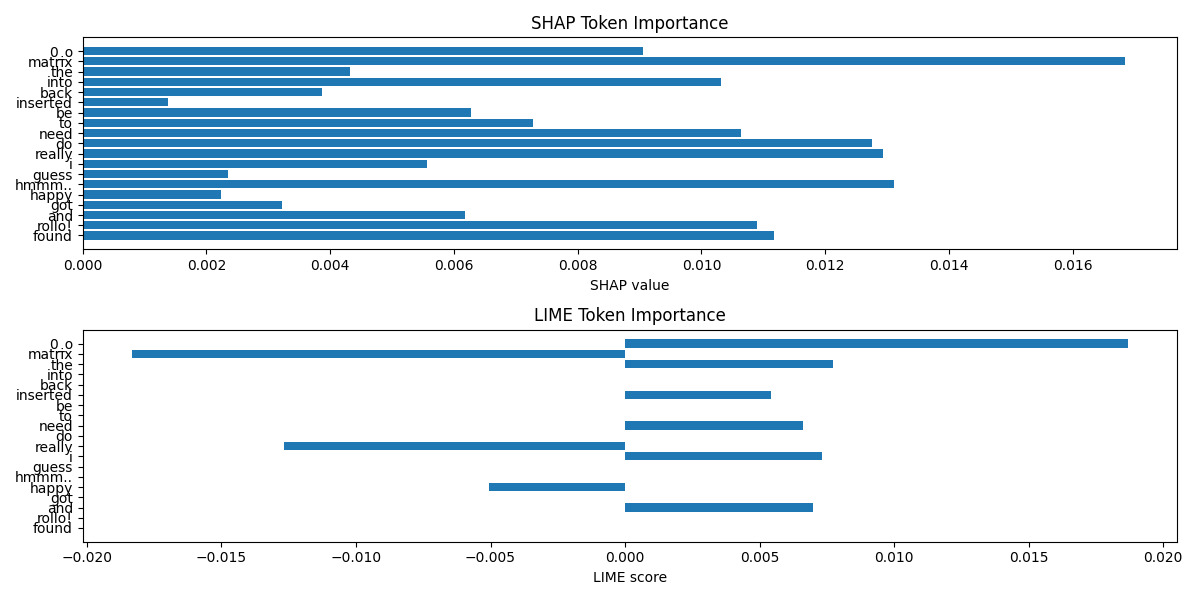 SHAP Token Importance
0_o
matrix
the
into
back
inserted
be
to
need
do
really
i
guess
hmmm..
happy
got
and
rollo!
found
0.000 0.002 0.004 0.006 0.008 0.010 0.012 0.014 0.016
SHAP value
LIME Token Importance
0_o
matrix
the
into
back
inserted
be
to
need
do
really
i
guess
hmmm..
happy
got
and
rollo!
found
−0.020 −0.015 −0.010 −0.005 0.000 0.005 0.010 0.015 0.020
LIME score